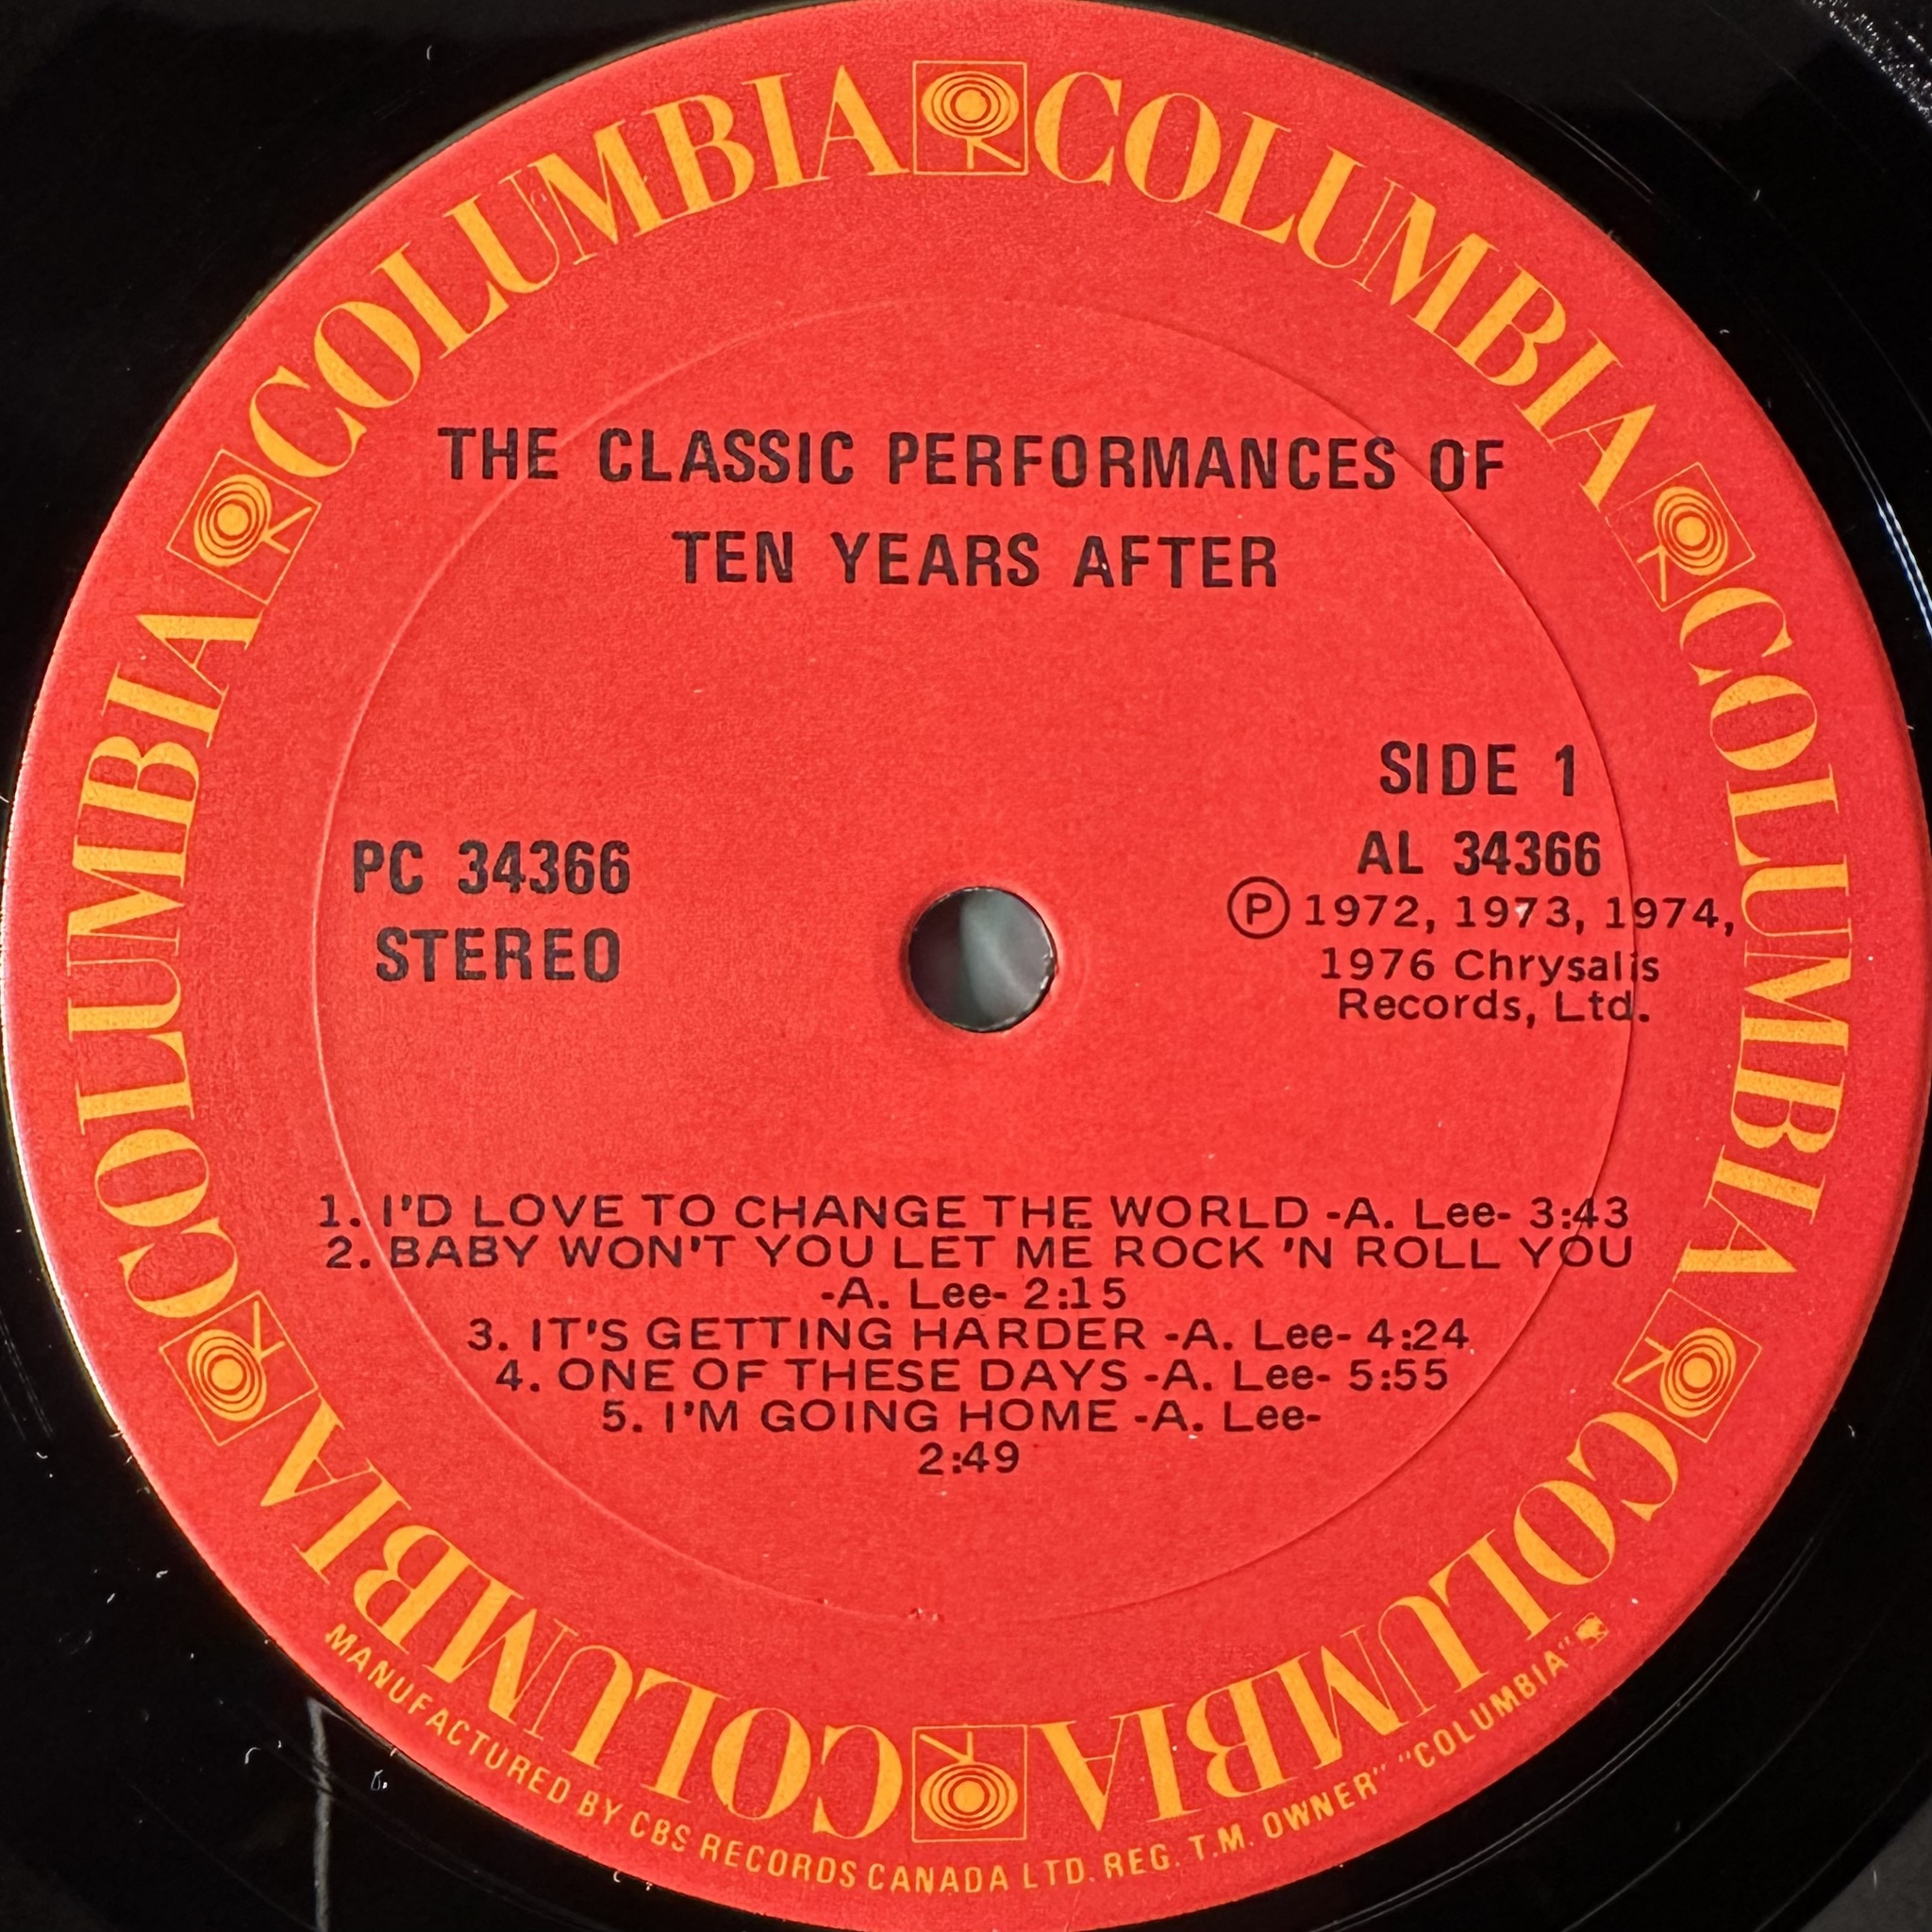 COLUMBIA COLUMBIA COLUMBIA COLUMBIA COLUMBIA COLUMBIA
THE CLASSIC PERFORMANCES OF
TEN YEARS AFTER
SIDE 1
PC 34366
STEREO
AL 34366
Ⓟ 1972, 1973, 1974,
1976 Chrysalis
Records, Ltd.
1. I'D LOVE TO CHANGE THE WORLD -A. Lee- 3:43
2. BABY WON'T YOU LET ME ROCK 'N ROLL YOU
-A. Lee- 2:15
3. IT'S GETTING HARDER -A. Lee- 4:24
4. ONE OF THESE DAYS -A. Lee- 5:55
5. I'M GOING HOME -A. Lee-
2:49
MANUFACTURED BY CBS RECORDS CANADA LTD. REG. T.M. OWNER" "COLUMBIA"